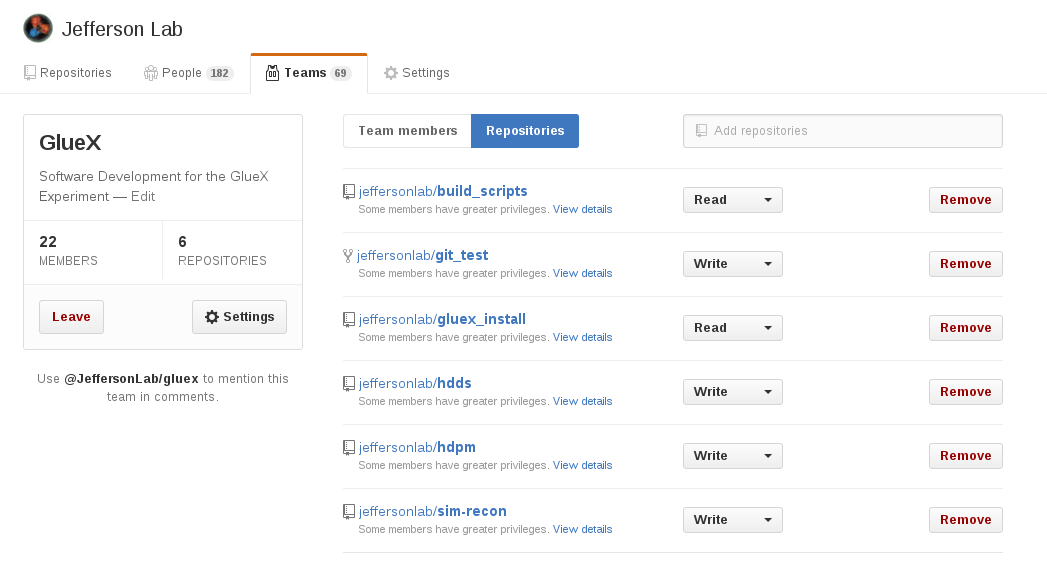 Jefferson Lab
Repositories People 182 Teams 69 Settings
GlueX
Software Development for the GlueX
Experiment — Edit
22
MEMBERS
6
REPOSITORIES
Leave Settings
Use @JeffersonLab/gluex to mention this
team in comments.
Team members Repositories
Add repositories
jeffersonlab/build_scripts
Some members have greater privileges. View details
Read Remove
jeffersonlab/git_test
Some members have greater privileges. View details
Write Remove
jeffersonlab/gluex_install
Some members have greater privileges. View details
Read Remove
jeffersonlab/hdds
Some members have greater privileges. View details
Write Remove
jeffersonlab/hdpm
Some members have greater privileges. View details
Write Remove
jeffersonlab/sim-recon
Some members have greater privileges. View details
Write Remove